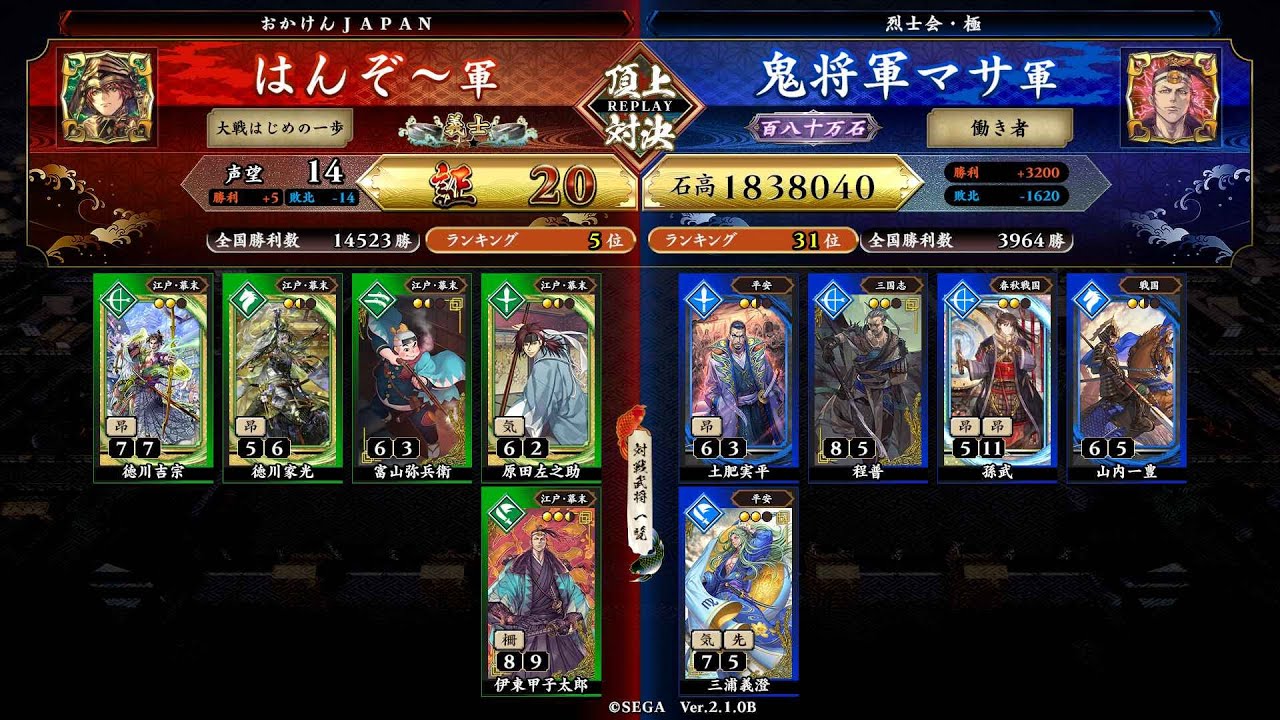 おかけんJAPAN
烈士会・極
はんぞ～軍
頂上
REPLAY
対決
鬼将軍マサ軍
大戦はじめの一歩
義士
百八十万石
働き者
声望 14
勝利 +5 敗北 -14
証 20
石高 1838040
勝利 +3200
敗北 -1620
全国勝利数 14523勝
ランキング 5位
ランキング 31位
全国勝利数 3964勝
江戸・幕末
江戸・幕末
江戸・幕末
江戸・幕末
平安
三国志
春秋戦国
戦国
昴
7 7
徳川吉宗
昴
5 6
徳川家光
6 3
富山弥兵衛
気
6 2
原田左之助
対戦武将一覧
昴
6 3
土肥実平
8 5
程普
昴 昴
5 11
孫武
6 5
山内一豊
江戸・幕末
柵
8 9
伊東甲子太郎
平安
気 先
7 5
三浦義澄
©SEGA Ver.2.1.0B